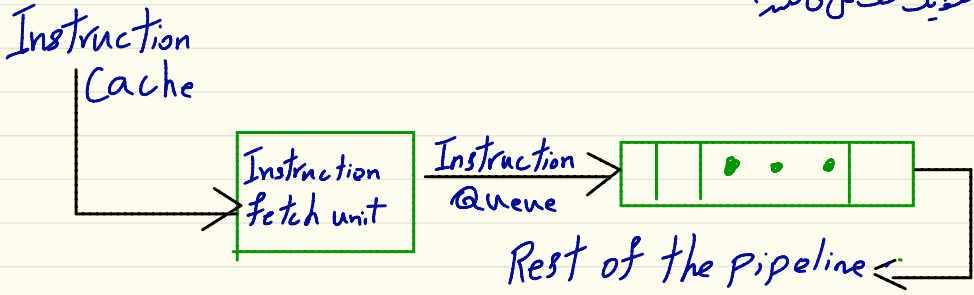 Instruction
Cache
Instruction
fetch unit
Instruction
Queue
Rest of the pipeline